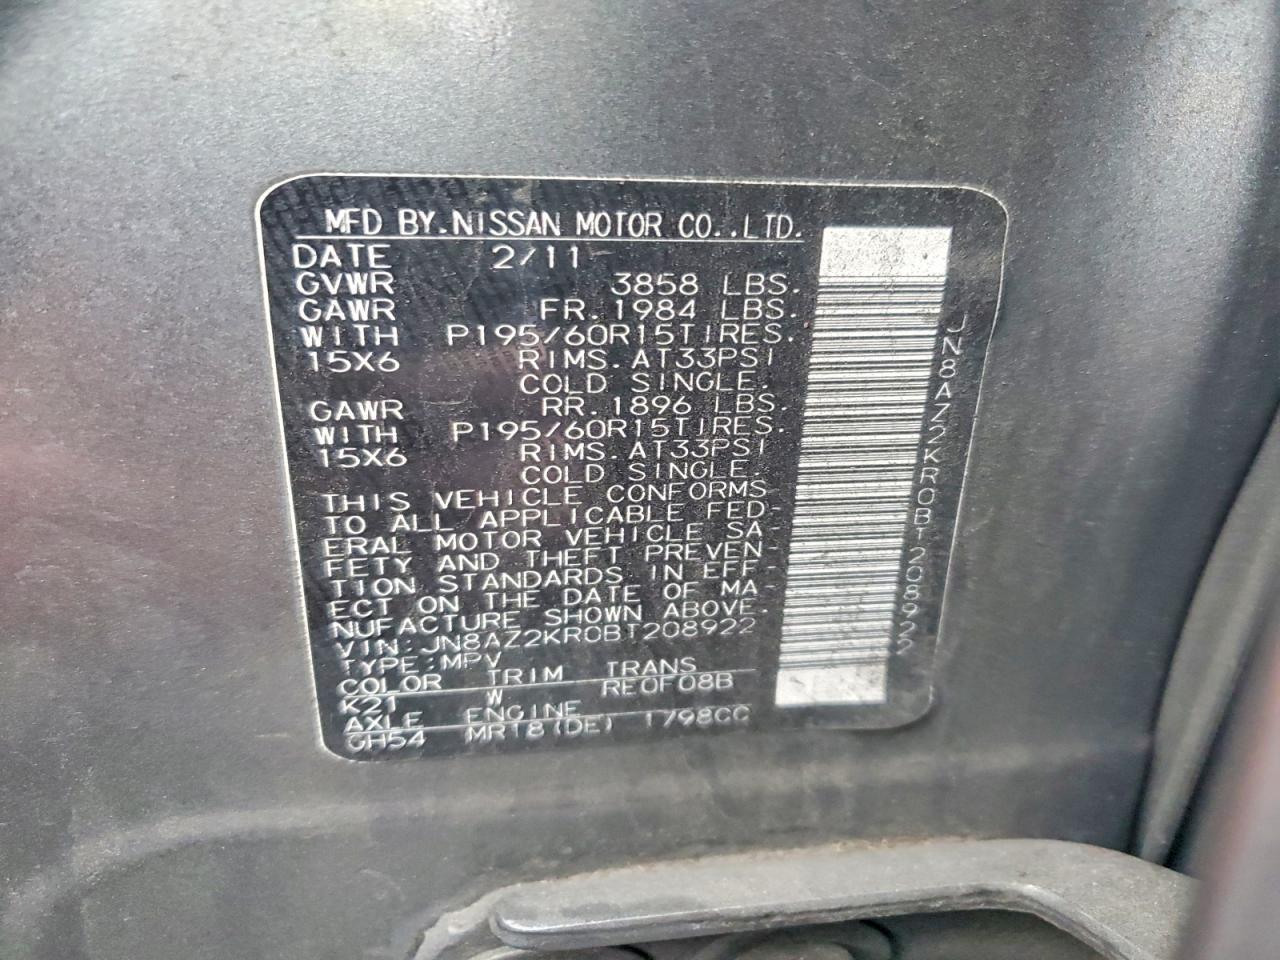 MFD BY.NISSAN MOTOR CO.,LTD.
DATE 2/11
GVWR 3858 LBS.
GAWR FR.1984 LBS.
WITH P195/60R15TIRES.
15X6 RIMS.AT33PSI
COLD SINGLE.
GAWR RR.1896 LBS.
WITH P195/60R15TIRES.
15X6 RIMS.AT33PSI
COLD SINGLE.
THIS VEHICLE CONFORMS
TO ALL APPLICABLE FED-
ERAL MOTOR VEHICLE SA-
FETY AND THEFT PREVEN-
TION STANDARDS IN EFF-
ECT ON THE DATE OF MA-
NUFACTURE SHOWN ABOVE.
VIN:JN8AZ2KR0BT208922
TYPE:MPV
COLOR TRIM TRANS
K21 W RE0F08B
AXLE ENGINE
GH54 MR18(DE) 1798CC
JN8AZ2KR0BT208922